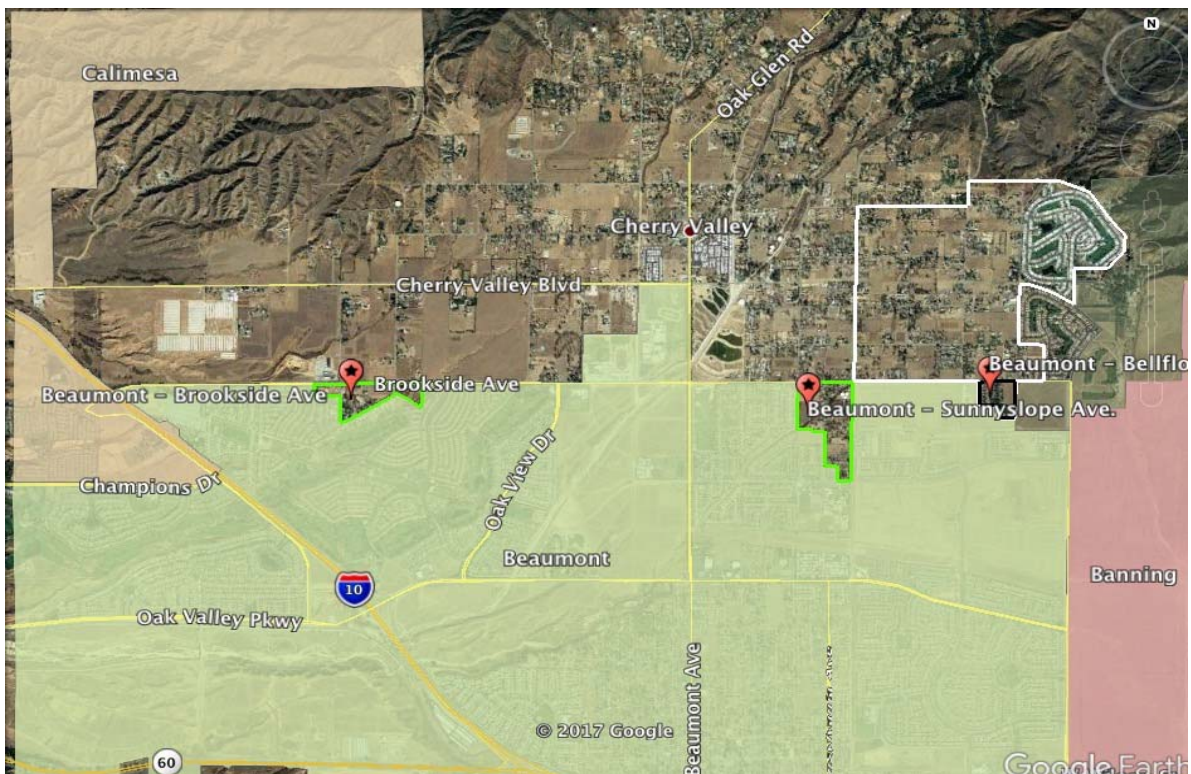 N
Calimesa
Oak Glen Rd
Cherry Valley
Cherry Valley Blvd
Beaumont – Bellflo
Brookside Ave
Beaumont – Brookside Ave
Beaumont – Sunnyslope Ave.
Champions Dr
Oak View Dr
Beaumont
Banning
10
Oak Valley Pkwy
Beaumont Ave
© 2017 Google
60
Google Earth